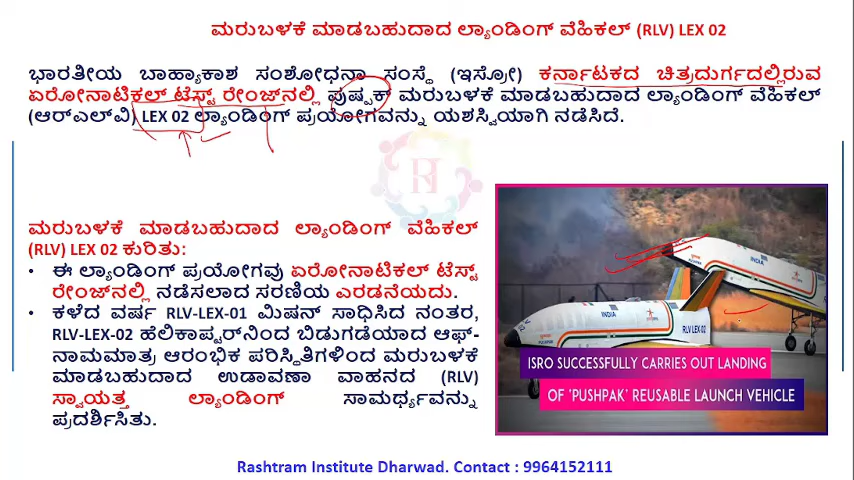 ಮರುಬಳಕೆ ಮಾಡಬಹುದಾದ ಲ್ಯಾಂಡಿಂಗ್ ವೆಹಿಕಲ್ (RLV) LEX 02
ಭಾರತೀಯ ಬಾಹ್ಯಾಕಾಶ ಸಂಶೋಧನಾ ಸಂಸ್ಥೆ (ಇಸ್ರೋ) ಕರ್ನಾಟಕದ ಚಿತ್ರದುರ್ಗದಲ್ಲಿರುವ
ಏರೋನಾಟಿಕಲ್ ಟೆಸ್ಟ್ ರೇಂಜ್‌ನಲ್ಲಿ ಪುಷ್ಪಕ್ ಮರುಬಳಕೆ ಮಾಡಬಹುದಾದ ಲ್ಯಾಂಡಿಂಗ್ ವೆಹಿಕಲ್
(ಆರ್‌ಎಲ್‌ವಿ) LEX 02 ಲ್ಯಾಂಡಿಂಗ್ ಪ್ರಯೋಗವನ್ನು ಯಶಸ್ವಿಯಾಗಿ ನಡೆಸಿದೆ.
ಮರುಬಳಕೆ ಮಾಡಬಹುದಾದ ಲ್ಯಾಂಡಿಂಗ್ ವೆಹಿಕಲ್
(RLV) LEX 02 ಕುರಿತು:
• ಈ ಲ್ಯಾಂಡಿಂಗ್ ಪ್ರಯೋಗವು ಏರೋನಾಟಿಕಲ್ ಟೆಸ್ಟ್
ರೇಂಜ್‌ನಲ್ಲಿ ನಡೆಸಲಾದ ಸರಣಿಯ ಎರಡನೆಯದು.
• ಕಳೆದ ವರ್ಷ RLV-LEX-01 ಮಿಷನ್ ಸಾಧಿಸಿದ ನಂತರ,
RLV-LEX-02 ಹೆಲಿಕಾಪ್ಟರ್‌ನಿಂದ ಬಿಡುಗಡೆಯಾದ ಆಫ್-
ನಾಮಮಾತ್ರ ಆರಂಭಿಕ ಪರಿಸ್ಥಿತಿಗಳಿಂದ ಮರುಬಳಕೆ
ಮಾಡಬಹುದಾದ ಉಡಾವಣಾ ವಾಹನದ (RLV)
ಸ್ವಾಯತ್ತ ಲ್ಯಾಂಡಿಂಗ್ ಸಾಮರ್ಥ್ಯವನ್ನು
ಪ್ರದರ್ಶಿಸಿತು.
INDIA
INDIA
RLV LEX-02
ISRO SUCCESSFULLY CARRIES OUT LANDING
OF 'PUSHPAK' REUSABLE LAUNCH VEHICLE
Rashtram Institute Dharwad. Contact : 9964152111